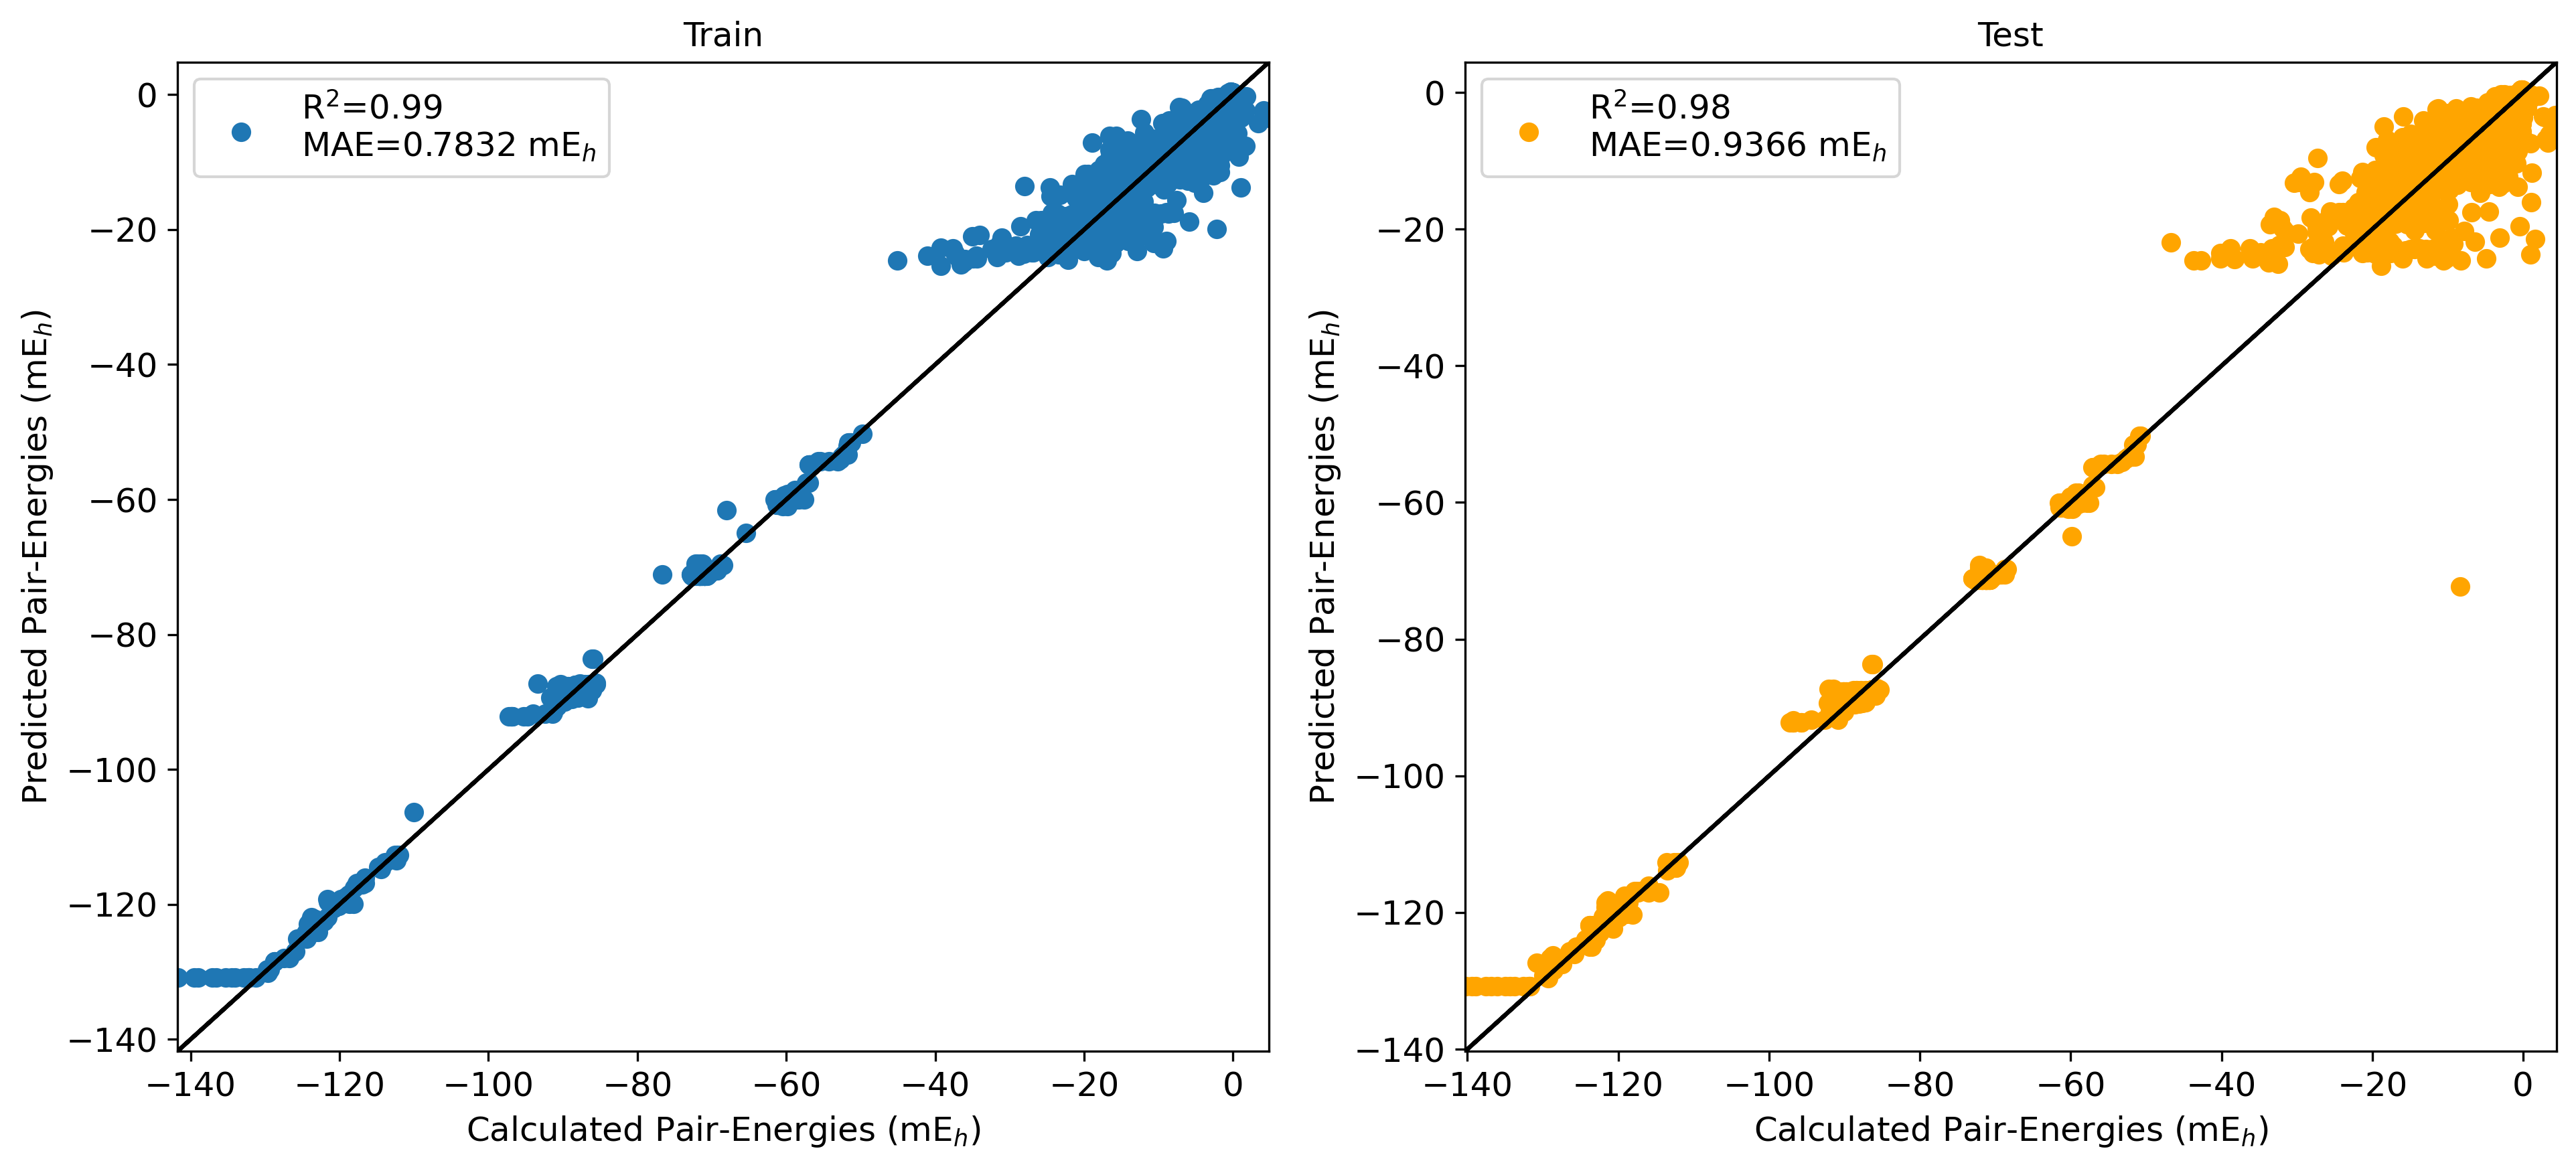 Train
R²=0.99
MAE=0.7832 mEₕ
0
−20
−40
−60
−80
−100
−120
−140
−140 −120 −100 −80 −60 −40 −20 0
Predicted Pair-Energies (mEₕ)
Calculated Pair-Energies (mEₕ)
Test
R²=0.98
MAE=0.9366 mEₕ
0
−20
−40
−60
−80
−100
−120
−140
−140 −120 −100 −80 −60 −40 −20 0
Predicted Pair-Energies (mEₕ)
Calculated Pair-Energies (mEₕ)